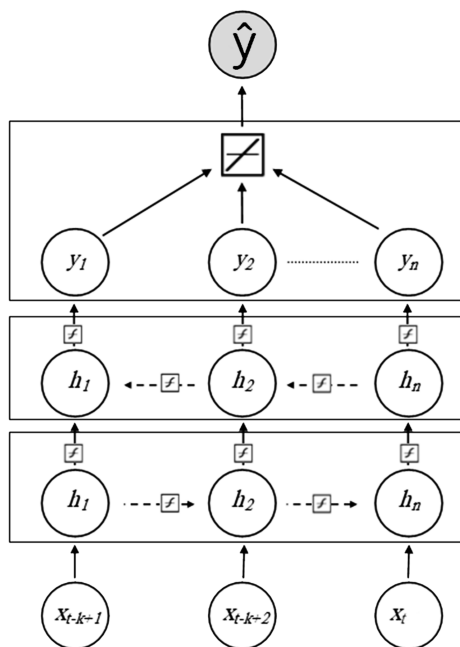 ŷ
y₁ y₂ yₙ
f f f
h₁ f h₂ f hₙ
f f f
h₁ f h₂ f hₙ
xₜ₋ₖ₊₁ xₜ₋ₖ₊₂ xₜ